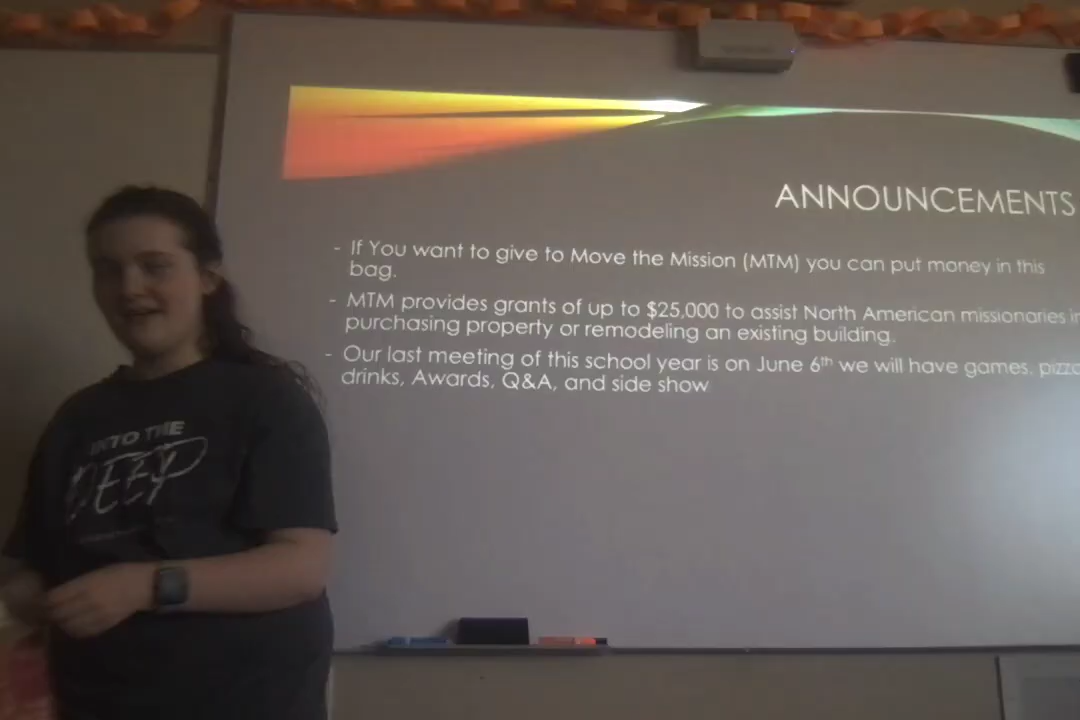 ANNOUNCEMENTS
- If You want to give to Move the Mission (MTM) you can put money in this
bag.
- MTM provides grants of up to $25,000 to assist North American missionaries in
purchasing property or remodeling an existing building.
- Our last meeting of this school year is on June 6th we will have games, pizza
drinks, Awards, Q&A, and side show
INTO THE
DEEP